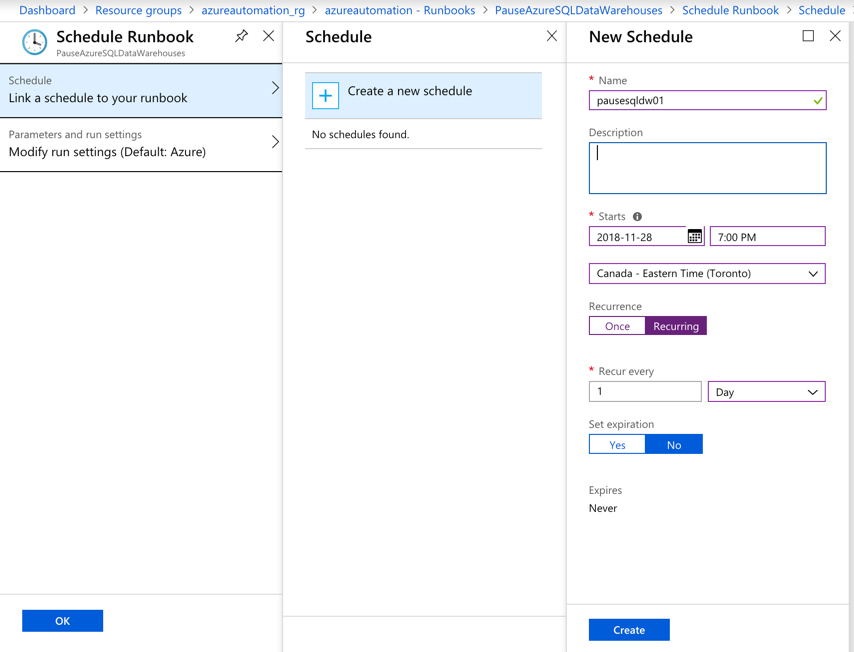 Dashboard > Resource groups > azureautomation_rg > azureautomation - Runbooks > PauseAzureSQLDataWarehouses > Schedule Runbook > Schedule
Schedule Runbook
PauseAzureSQLDataWarehouses
Schedule
Link a schedule to your runbook
Parameters and run settings
Modify run settings (Default: Azure)
OK
Schedule
Create a new schedule
No schedules found.
New Schedule
* Name
pausesqldw01
Description
* Starts
2018-11-28 7:00 PM
Canada - Eastern Time (Toronto)
Recurrence
Once Recurring
* Recur every
1 Day
Set expiration
Yes No
Expires
Never
Create